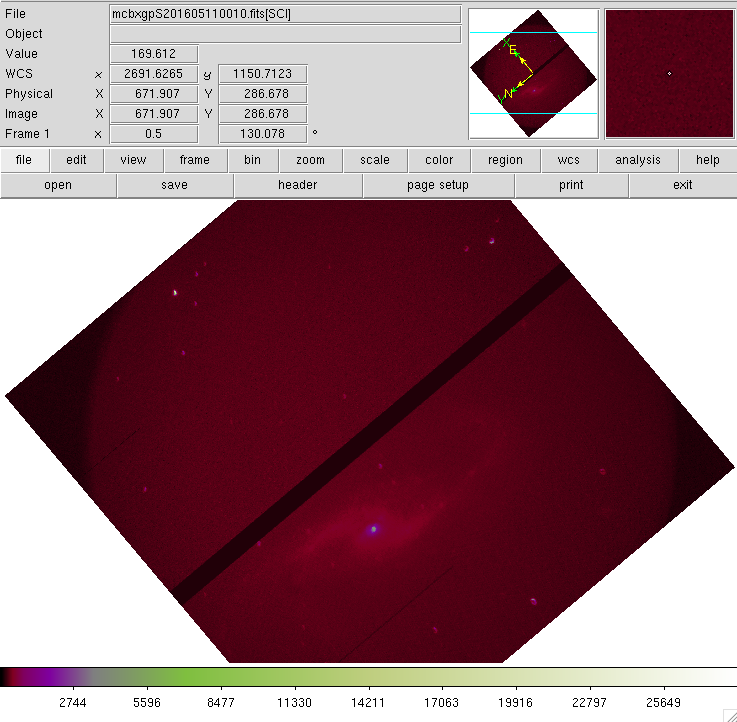 File mcbxgpS201605110010.fits[SCI]
Object
Value 169.612
WCS x 2691.6265 y 1150.7123
Physical X 671.907 Y 286.678
Image X 671.907 Y 286.678
Frame 1 x 0.5 130.078 °
X E
N Y
file edit view frame bin zoom scale color region wcs analysis help
open save header page setup print exit
2744 5596 8477 11330 14211 17063 19916 22797 25649